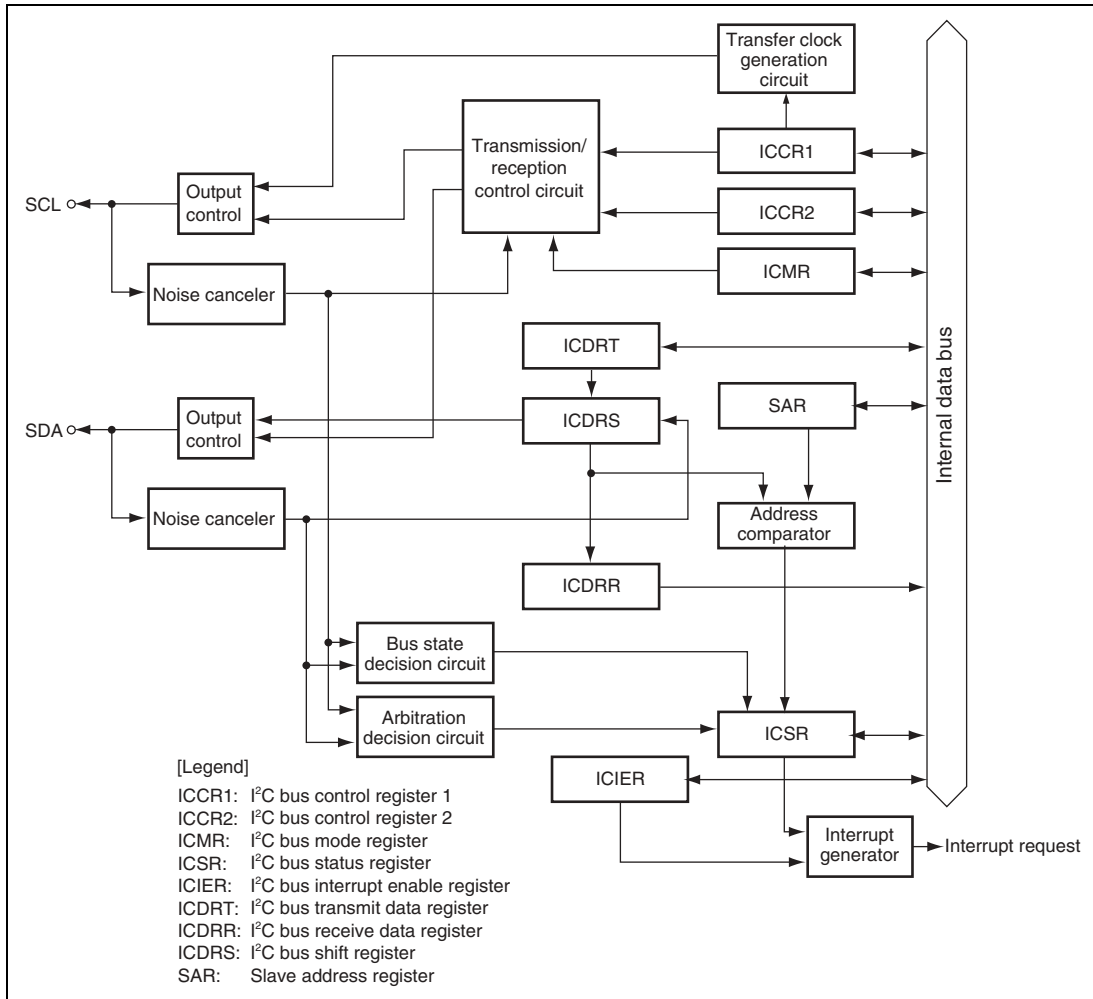 Transfer clock
generation
circuit
Transmission/
reception
control circuit
ICCR1
ICCR2
ICMR
SCL
Output
control
Noise canceler
ICDRT
ICDRS
SAR
SDA
Output
control
Noise canceler
Address
comparator
ICDRR
Internal data bus
Bus state
decision circuit
Arbitration
decision circuit
ICSR
ICIER
Interrupt
generator
Interrupt request
[Legend]
ICCR1: I²C bus control register 1
ICCR2: I²C bus control register 2
ICMR: I²C bus mode register
ICSR: I²C bus status register
ICIER: I²C bus interrupt enable register
ICDRT: I²C bus transmit data register
ICDRR: I²C bus receive data register
ICDRS: I²C bus shift register
SAR: Slave address register